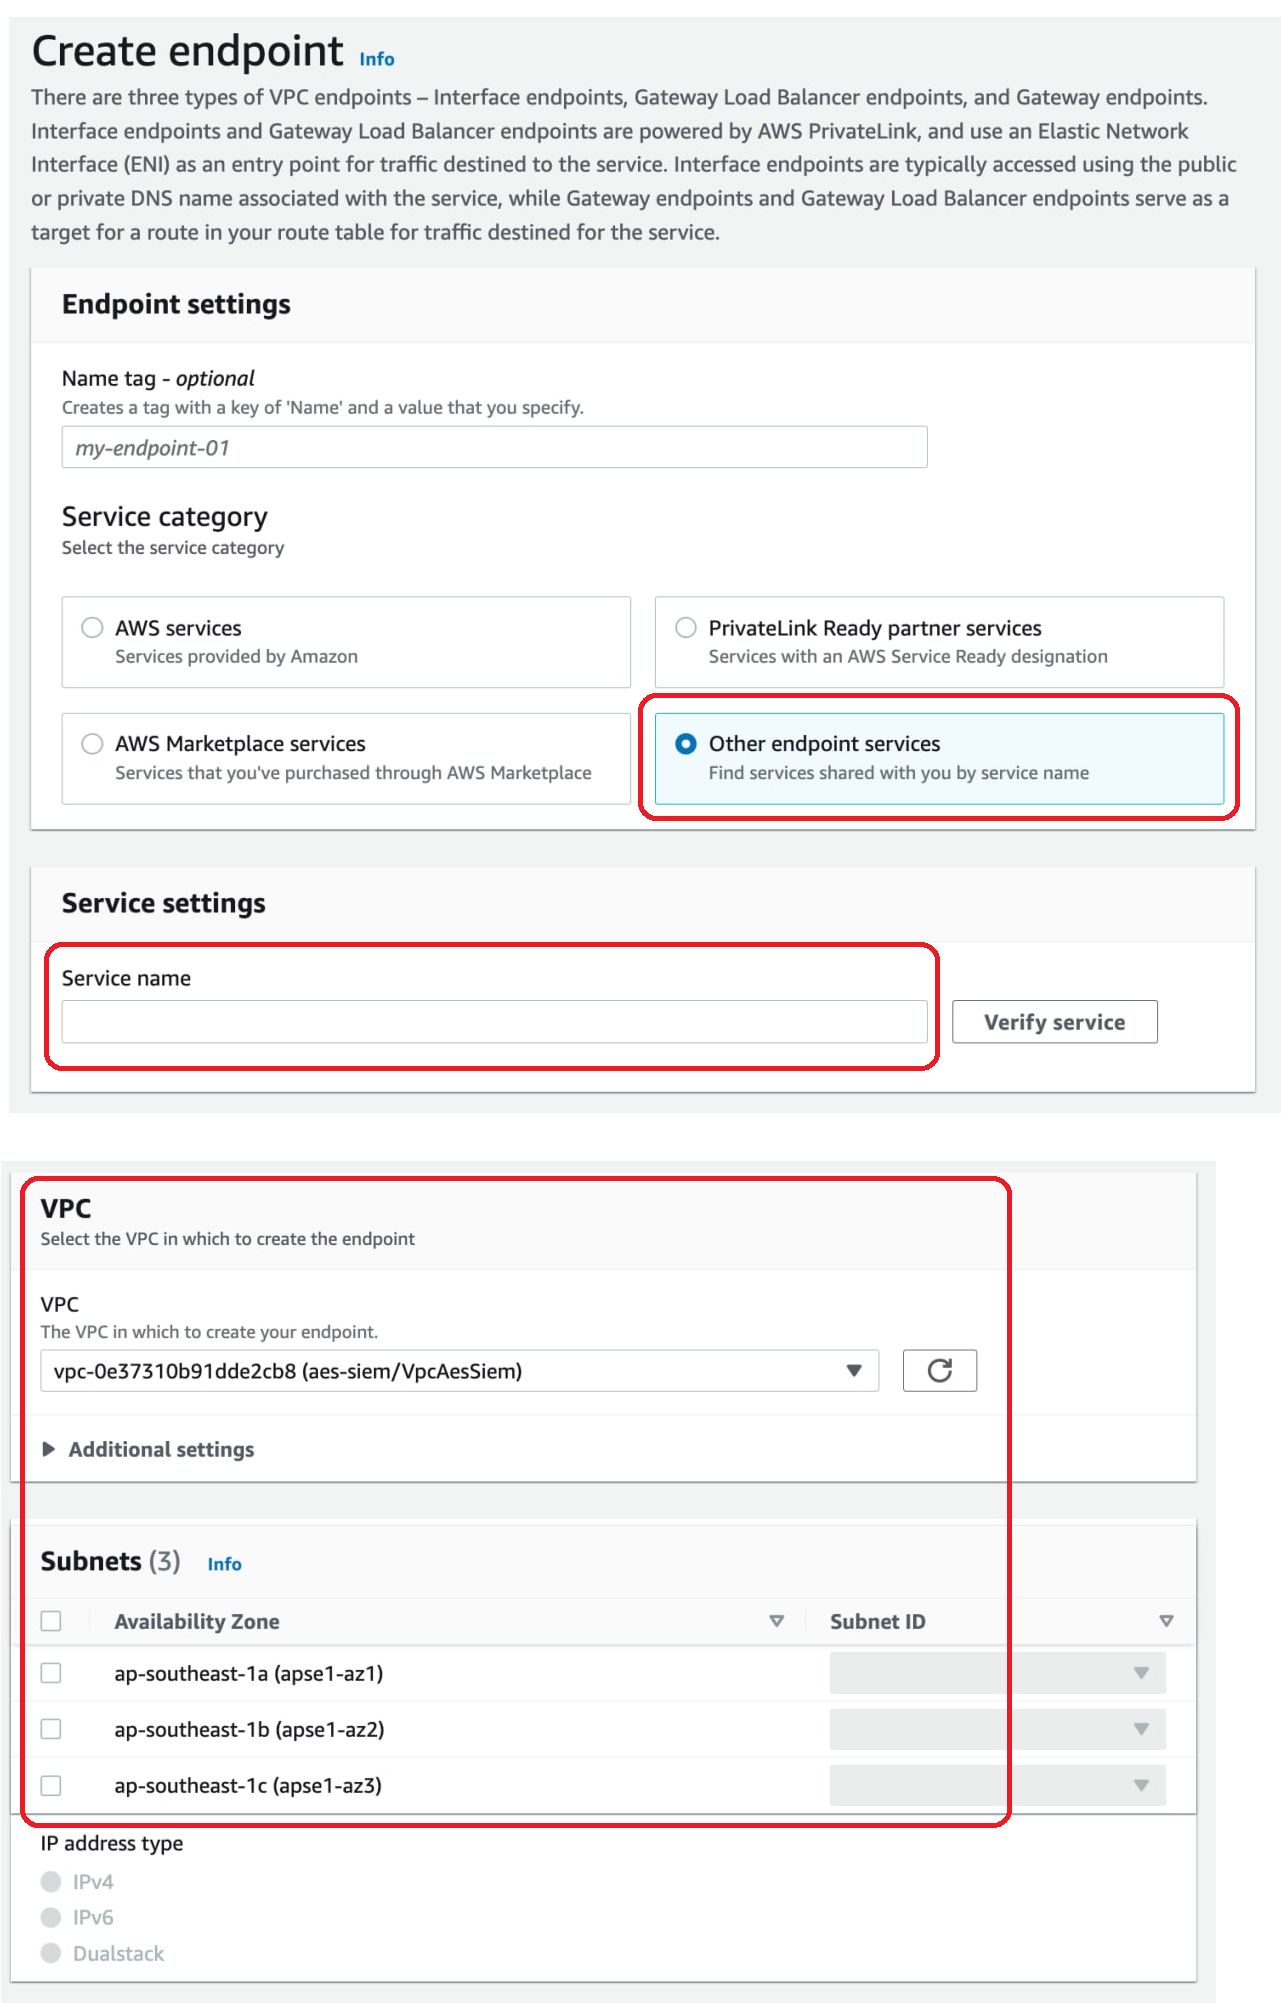 Create endpoint Info
There are three types of VPC endpoints – Interface endpoints, Gateway Load Balancer endpoints, and Gateway endpoints.
Interface endpoints and Gateway Load Balancer endpoints are powered by AWS PrivateLink, and use an Elastic Network
Interface (ENI) as an entry point for traffic destined to the service. Interface endpoints are typically accessed using the public
or private DNS name associated with the service, while Gateway endpoints and Gateway Load Balancer endpoints serve as a
target for a route in your route table for traffic destined for the service.
Endpoint settings
Name tag - optional
Creates a tag with a key of 'Name' and a value that you specify.
my-endpoint-01
Service category
Select the service category
AWS services
Services provided by Amazon
PrivateLink Ready partner services
Services with an AWS Service Ready designation
AWS Marketplace services
Services that you've purchased through AWS Marketplace
Other endpoint services
Find services shared with you by service name
Service settings
Service name
Verify service
VPC
Select the VPC in which to create the endpoint
VPC
The VPC in which to create your endpoint.
vpc-0e37310b91dde2cb8 (aes-siem/VpcAesSiem)
Additional settings
Subnets (3) Info
Availability Zone Subnet ID
ap-southeast-1a (apse1-az1)
ap-southeast-1b (apse1-az2)
ap-southeast-1c (apse1-az3)
IP address type
IPv4
IPv6
Dualstack